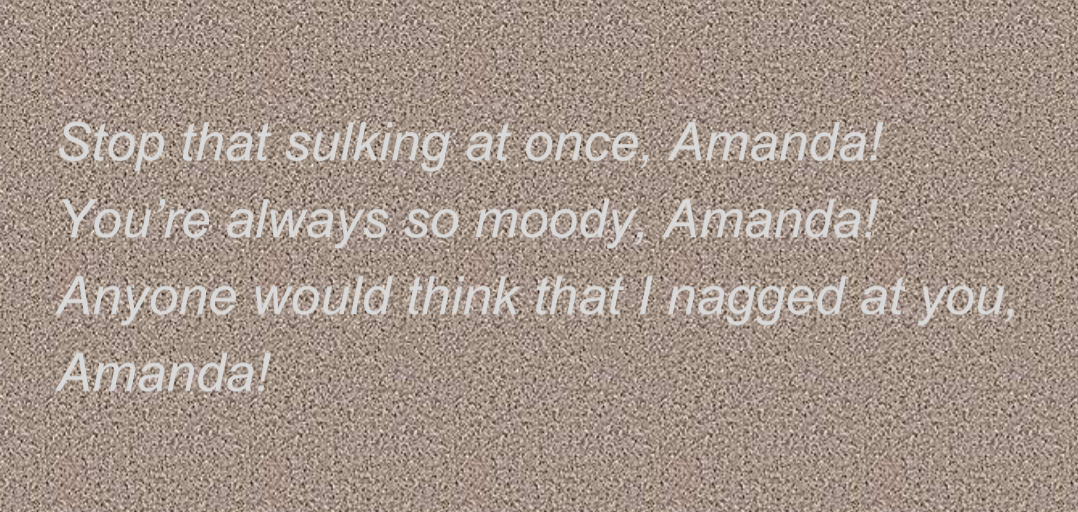 Stop that sulking at once, Amanda!
You’re always so moody, Amanda!
Anyone would think that I nagged at you,
Amanda!